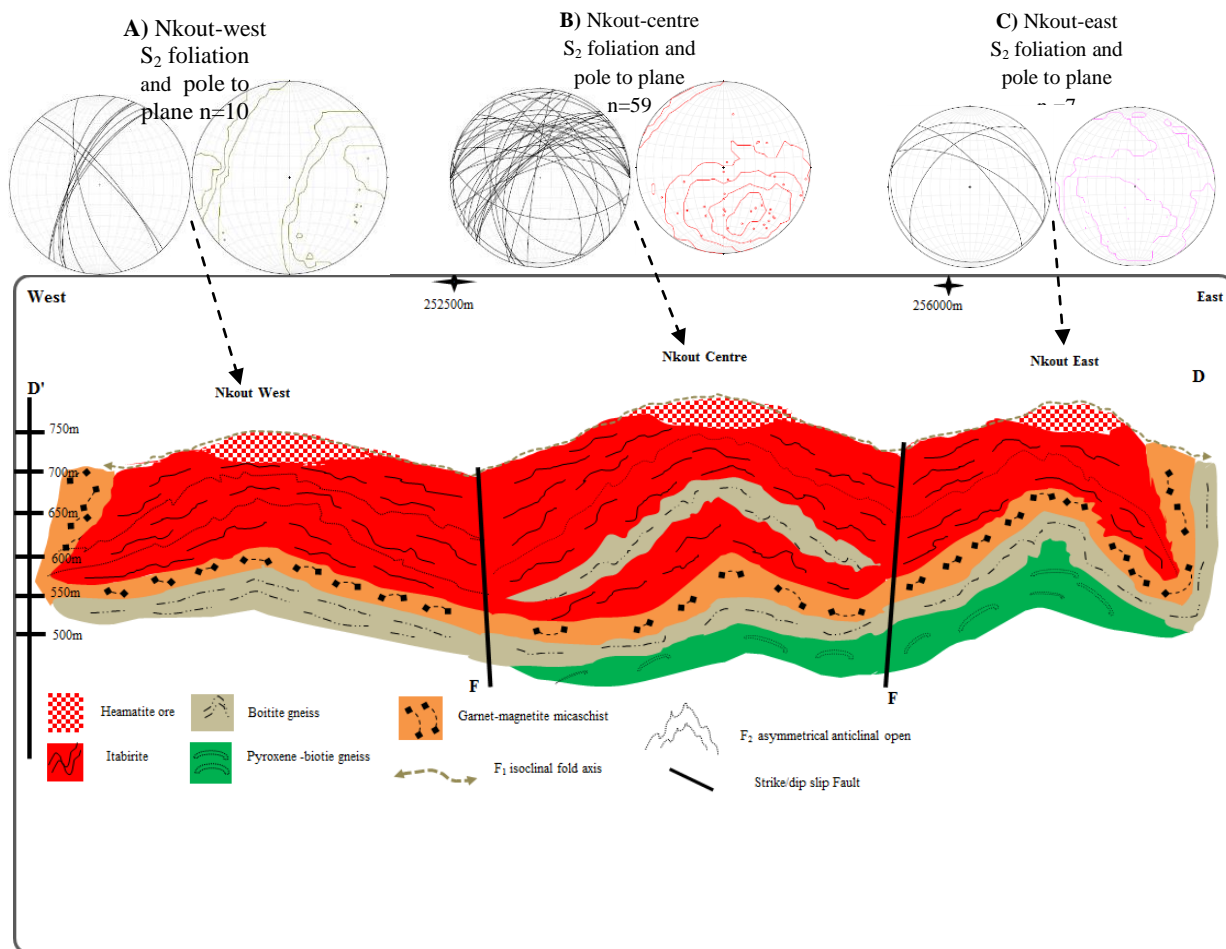 A) Nkout-west
S₂ foliation
and pole to
plane n=10
B) Nkout-centre
S₂ foliation and
pole to plane
n=59
C) Nkout-east
S₂ foliation and
pole to plane
n =7
West
252500m
256000m
East
Nkout West
Nkout Centre
Nkout East
D'
D
750m
700m
650m
600m
550m
500m
F
F
Heamatite ore
Boitite gneiss
Garnet-magnetite micaschist
F₂ asymmetrical anticlinal open
Itabirite
Pyroxene -biotie gneiss
F₁ isoclinal fold axis
Strike/dip slip Fault